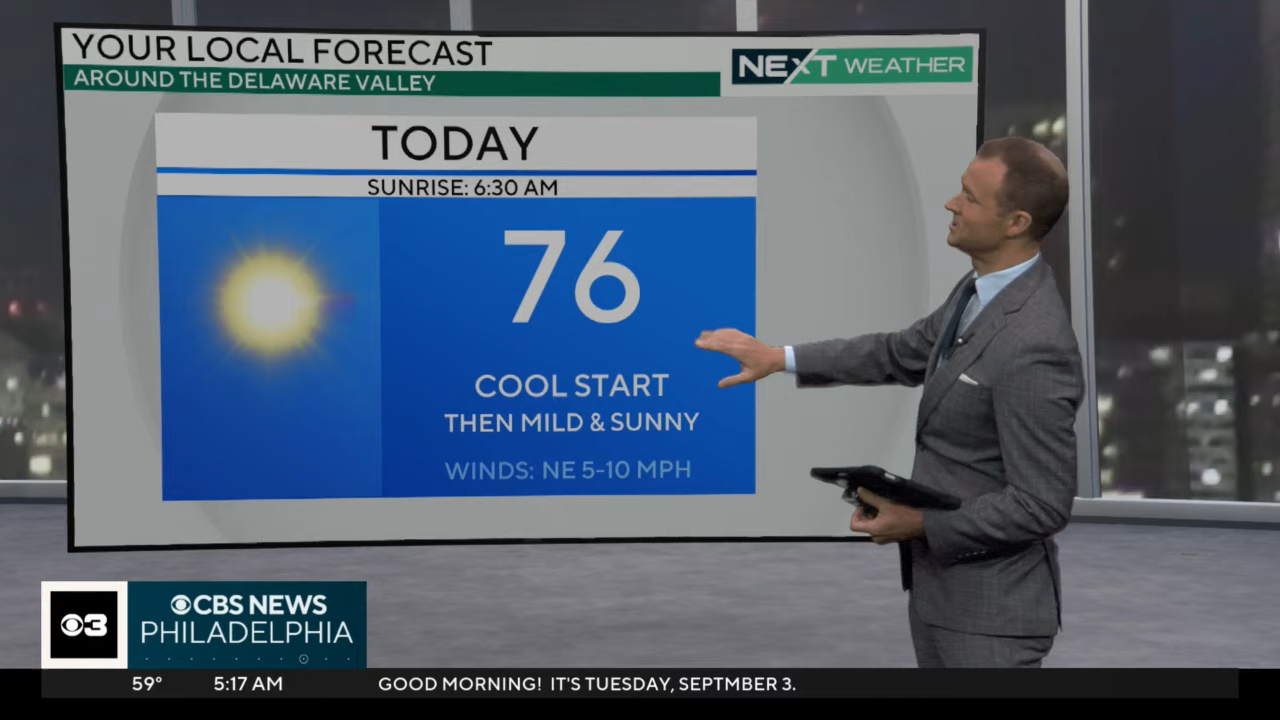 YOUR LOCAL FORECAST
AROUND THE DELAWARE VALLEY
NEXT WEATHER
TODAY
SUNRISE: 6:30 AM
76
COOL START
THEN MILD & SUNNY
WINDS: NE 5-10 MPH
3
CBS NEWS
PHILADELPHIA
59° 5:17 AM GOOD MORNING! IT'S TUESDAY, SEPTMBER 3.